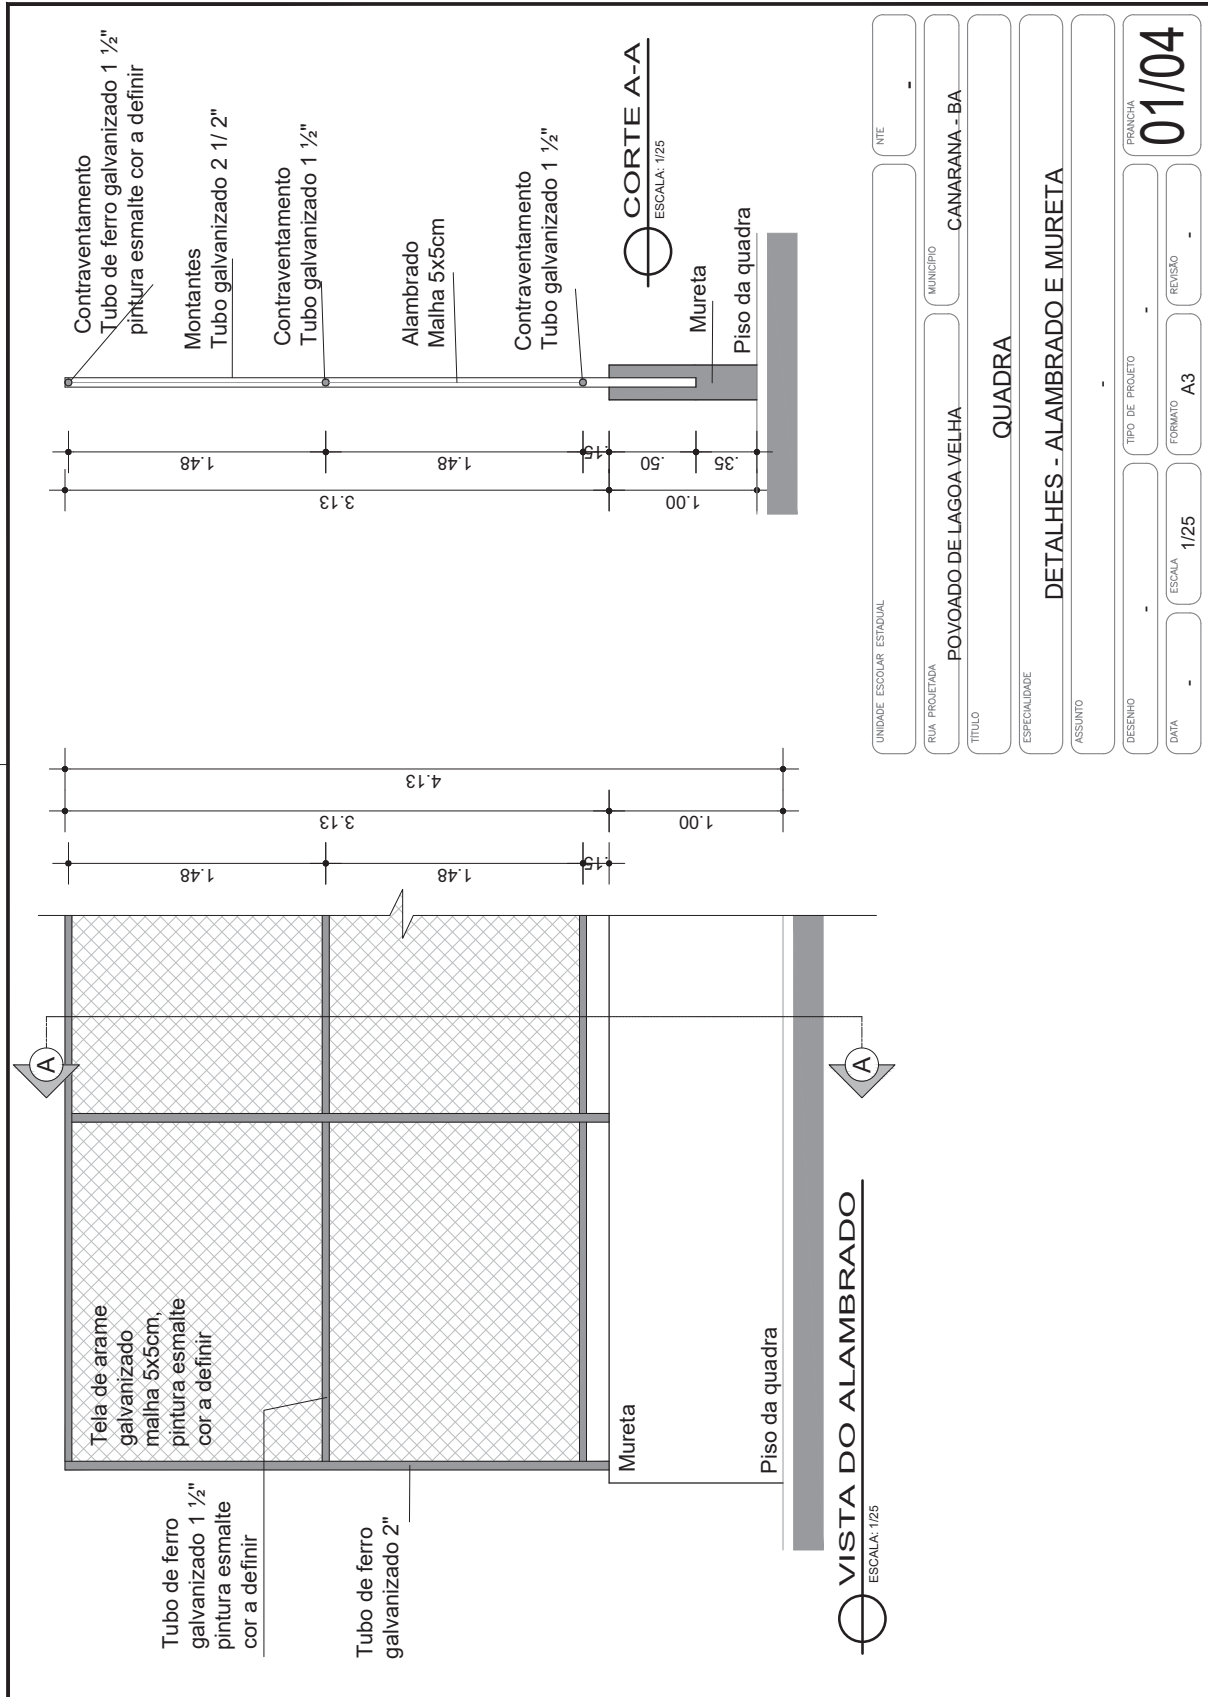 Tela de arame
galvanizado
malha 5x5cm,
pintura esmalte
cor a definir
Tubo de ferro
galvanizado 1 ½"
pintura esmalte
cor a definir
Tubo de ferro
galvanizado 2"
Mureta
Piso da quadra
A
A
1.48
1.48
.15
3.13
1.00
4.13
VISTA DO ALAMBRADO
ESCALA: 1/25
Contraventamento
Tubo de ferro galvanizado 1 ½"
pintura esmalte cor a definir
Montantes
Tubo galvanizado 2 1/ 2"
Contraventamento
Tubo galvanizado 1 ½"
Alambrado
Malha 5x5cm
Contraventamento
Tubo galvanizado 1 ½"
Mureta
Piso da quadra
1.48
1.48
.15
.50
.35
3.13
1.00
CORTE A-A
ESCALA: 1/25
UNIDADE ESCOLAR ESTADUAL
NTE
-
RUA PROJETADA
POVOADO DE LAGOA VELHA
MUNICÍPIO
CANARANA - BA
TÍTULO
QUADRA
ESPECIALIDADE
DETALHES - ALAMBRADO E MURETA
ASSUNTO
-
DESENHO
-
TIPO DE PROJETO
-
PRANCHA
01/04
DATA
-
ESCALA
1/25
FORMATO
A3
REVISÃO
-